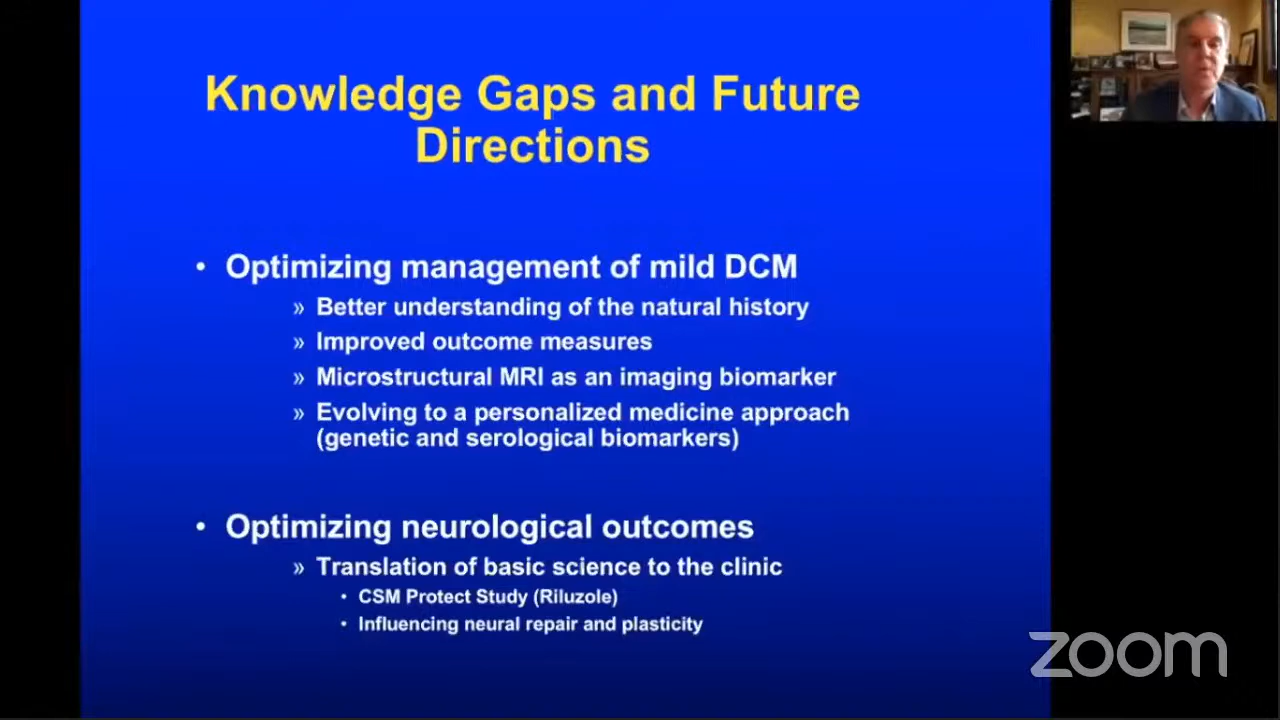 Knowledge Gaps and Future
Directions
• Optimizing management of mild DCM
» Better understanding of the natural history
» Improved outcome measures
» Microstructural MRI as an imaging biomarker
» Evolving to a personalized medicine approach
(genetic and serological biomarkers)
• Optimizing neurological outcomes
» Translation of basic science to the clinic
• CSM Protect Study (Riluzole)
• Influencing neural repair and plasticity
zoom